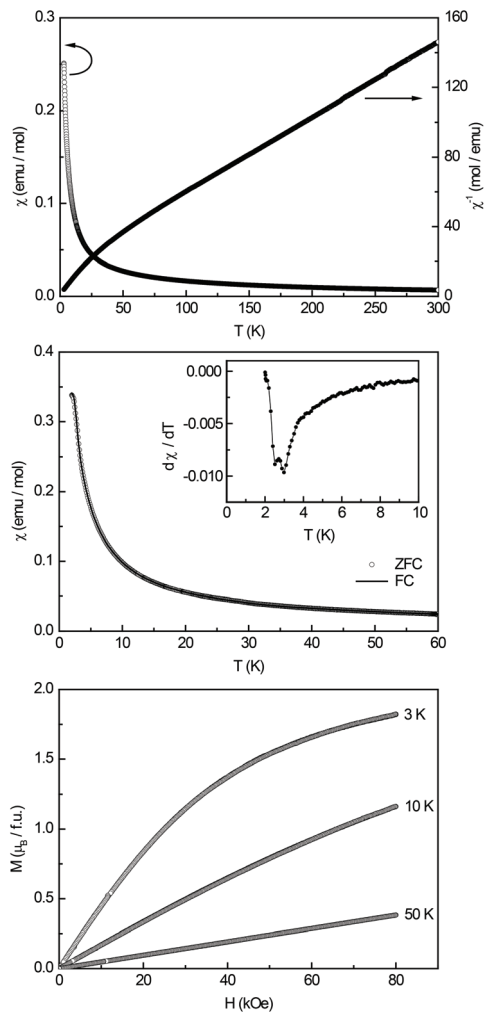 0.3
0.2
0.1
0.0
χ (emu / mol)
160
120
80
40
0
χ⁻¹ (mol / emu)
0 50 100 150 200 250 300
T (K)
0.4
0.3
0.2
0.1
0.0
χ (emu / mol)
0.000
-0.005
-0.010
dχ / dT
0 2 4 6 8 10
T (K)
ZFC
FC
0 10 20 30 40 50 60
T (K)
2.0
1.5
1.0
0.5
0.0
M (μ_B / f.u.)
3 K
10 K
50 K
0 20 40 60 80
H (kOe)